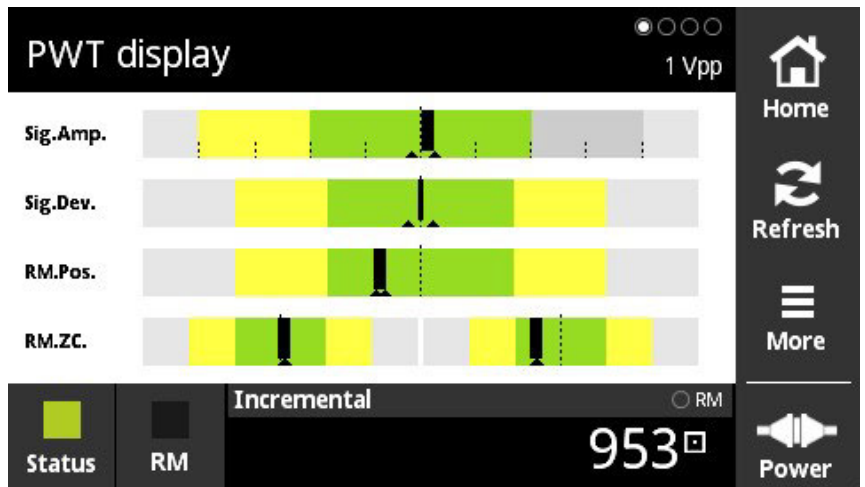 PWT display
1 Vpp
Home
Sig.Amp.
Sig.Dev.
Refresh
RM.Pos.
RM.ZC.
More
Incremental
RM
953
Status
RM
Power